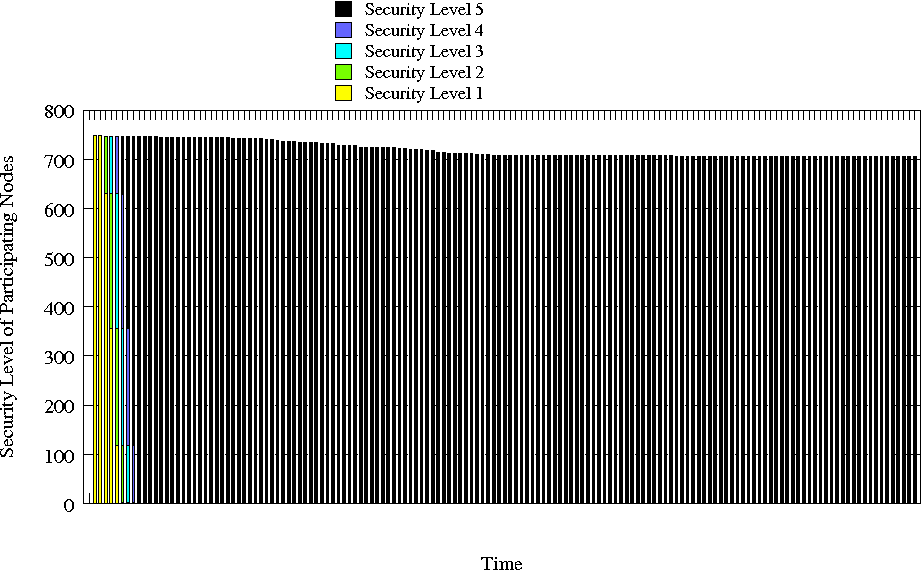 Security Level 5
Security Level 4
Security Level 3
Security Level 2
Security Level 1
800
700
600
500
400
300
200
100
0
Security Level of Participating Nodes
Time